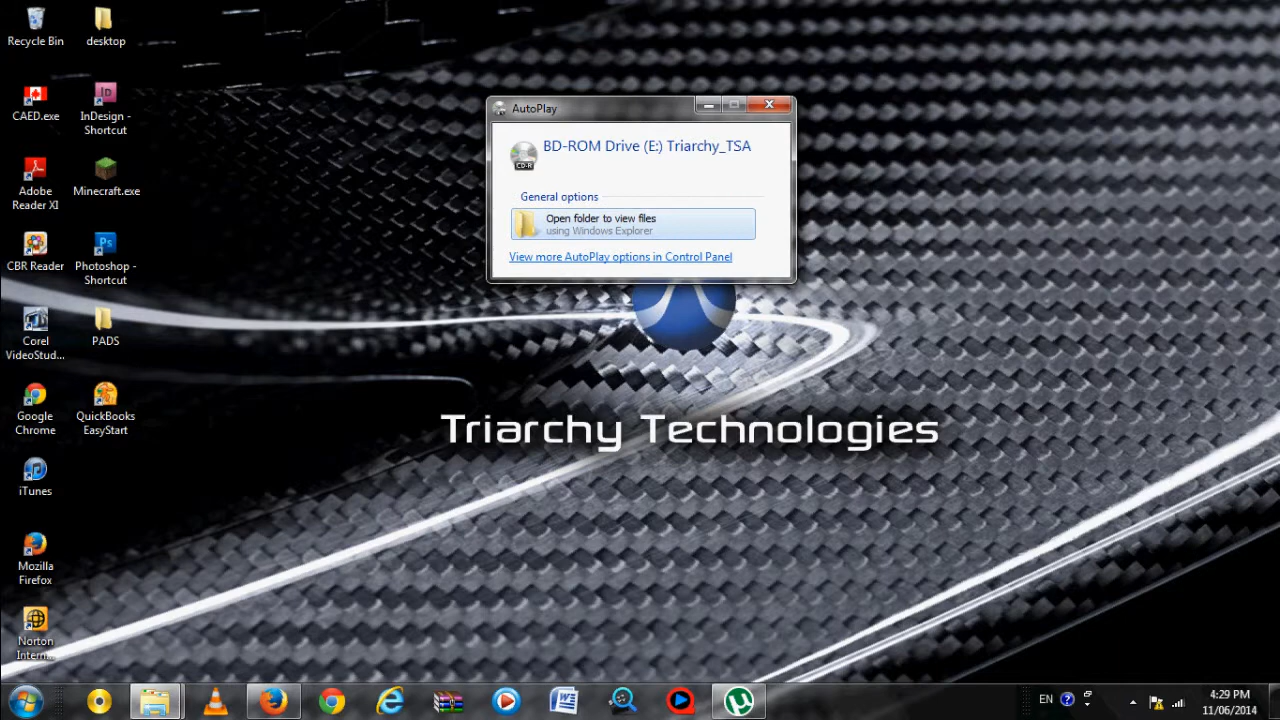 Recycle Bin
desktop
CAED.exe
InDesign -
Shortcut
Adobe
Reader XI
Minecraft.exe
CBR Reader
Photoshop -
Shortcut
Corel
VideoStud...
PADS
Google
Chrome
QuickBooks
EasyStart
iTunes
Mozilla
Firefox
Norton
Intern...
AutoPlay
BD-ROM Drive (E:) Triarchy_TSA
CD-R
General options
Open folder to view files
using Windows Explorer
View more AutoPlay options in Control Panel
Triarchy Technologies
EN
4:29 PM
11/06/2014